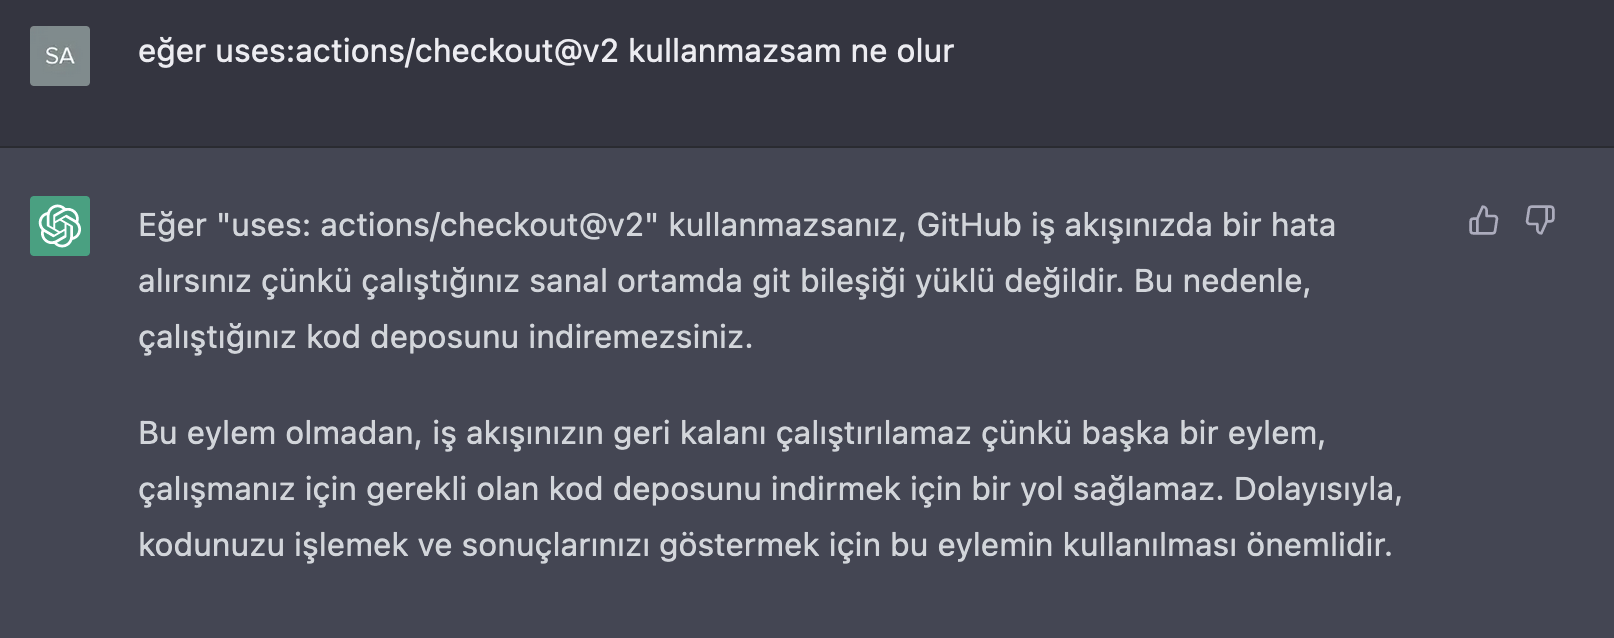 SA
eğer uses:actions/checkout@v2 kullanmazsam ne olur
Eğer "uses: actions/checkout@v2" kullanmazsanız, GitHub iş akışınızda bir hata
alırsınız çünkü çalıştığınız sanal ortamda git bileşiği yüklü değildir. Bu nedenle,
çalıştığınız kod deposunu indiremezsiniz.
Bu eylem olmadan, iş akışınızın geri kalanı çalıştırılamaz çünkü başka bir eylem,
çalışmanız için gerekli olan kod deposunu indirmek için bir yol sağlamaz. Dolayısıyla,
kodunuzu işlemek ve sonuçlarınızı göstermek için bu eylemin kullanılması önemlidir.